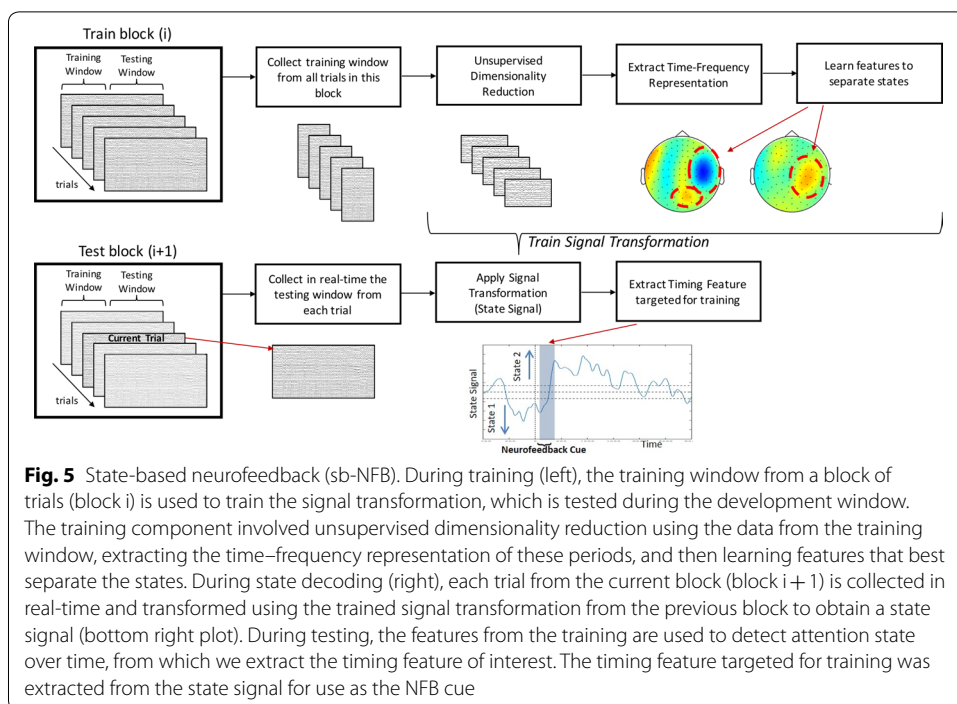 Train block (i)
Training
Window
Testing
Window
trials
Collect training window
from all trials in this
block
Unsupervised
Dimensionality
Reduction
Extract Time-Frequency
Representation
Learn features to
separate states
Train Signal Transformation
Test block (i+1)
Training
Window
Testing
Window
Current Trial
trials
Collect in real-time the
testing window from
each trial
Apply Signal
Transformation
(State Signal)
Extract Timing Feature
targeted for training
State Signal
State 1
State 2
Time
Neurofeedback Cue
Fig. 5 State-based neurofeedback (sb-NFB). During training (left), the training window from a block of
trials (block i) is used to train the signal transformation, which is tested during the development window.
The training component involved unsupervised dimensionality reduction using the data from the training
window, extracting the time–frequency representation of these periods, and then learning features that best
separate the states. During state decoding (right), each trial from the current block (block i + 1) is collected in
real-time and transformed using the trained signal transformation from the previous block to obtain a state
signal (bottom right plot). During testing, the features from the training are used to detect attention state
over time, from which we extract the timing feature of interest. The timing feature targeted for training was
extracted from the state signal for use as the NFB cue